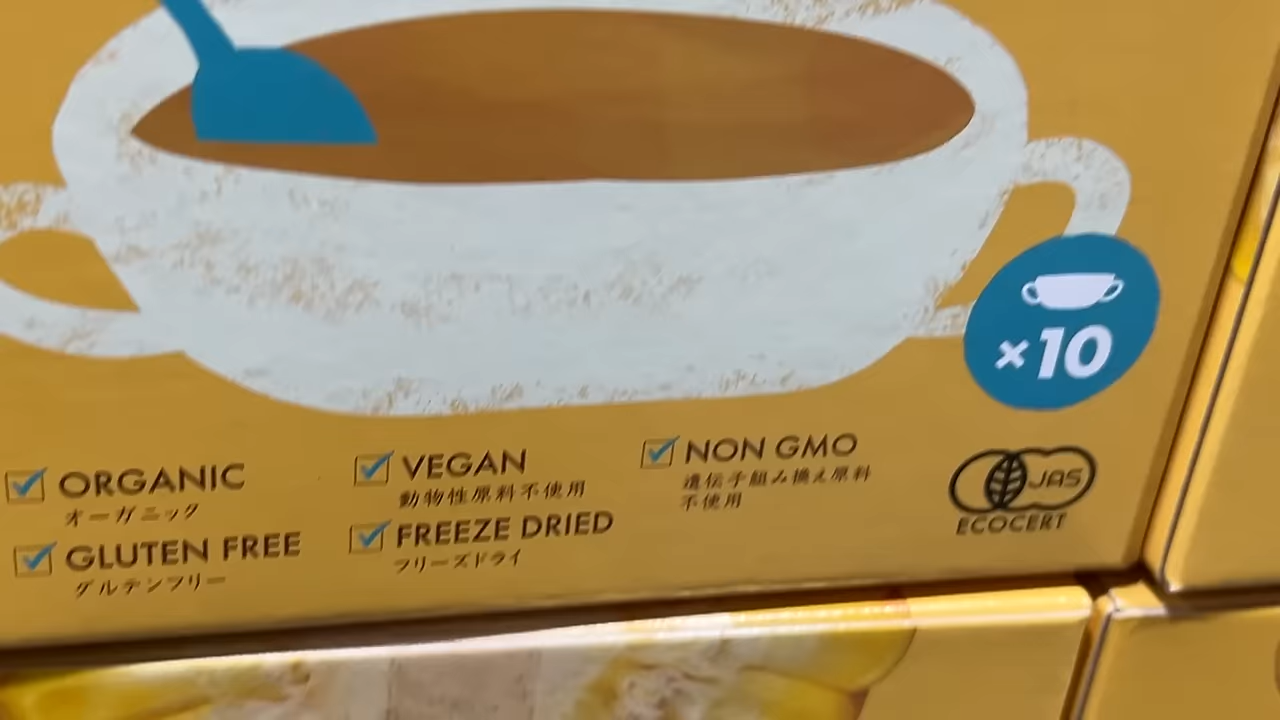 ×10
ORGANIC
オーガニック
VEGAN
動物性原料不使用
NON GMO
遺伝子組み換え原料
不使用
GLUTEN FREE
グルテンフリー
FREEZE DRIED
フリーズドライ
JAS
ECOCERT